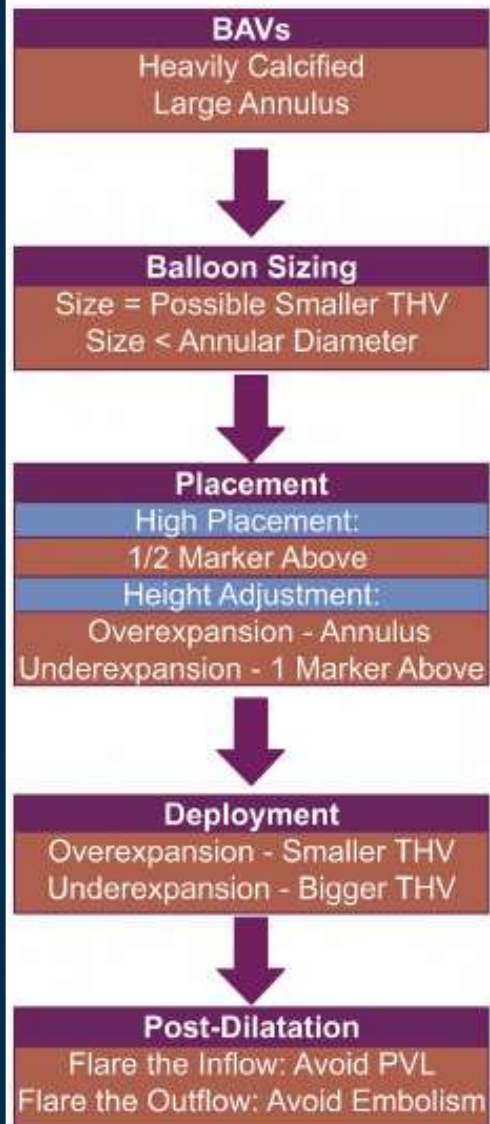 BAVs
Heavily Calcified
Large Annulus
Balloon Sizing
Size = Possible Smaller THV
Size < Annular Diameter
Placement
High Placement:
1/2 Marker Above
Height Adjustment:
Overexpansion - Annulus
Underexpansion - 1 Marker Above
Deployment
Overexpansion - Smaller THV
Underexpansion - Bigger THV
Post-Dilatation
Flare the Inflow: Avoid PVL
Flare the Outflow: Avoid Embolism